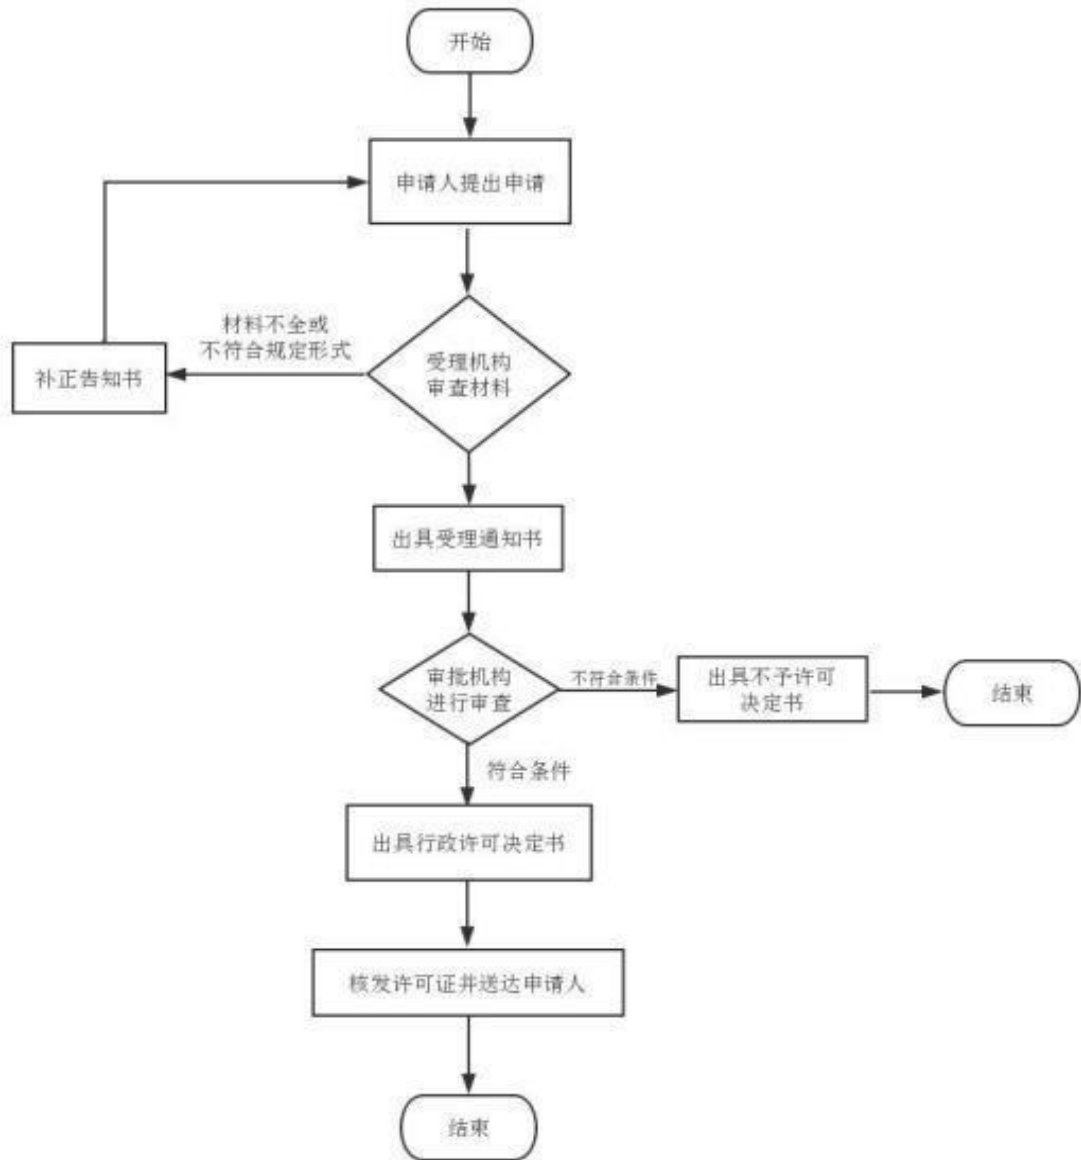 开始
申请人提出申请
材料不全或
不符合规定形式
补正告知书
受理机构
审查材料
出具受理通知书
审批机构
进行审查
不符合条件
出具不予许可
决定书
结束
符合条件
出具行政许可决定书
核发许可证并送达申请人
结束